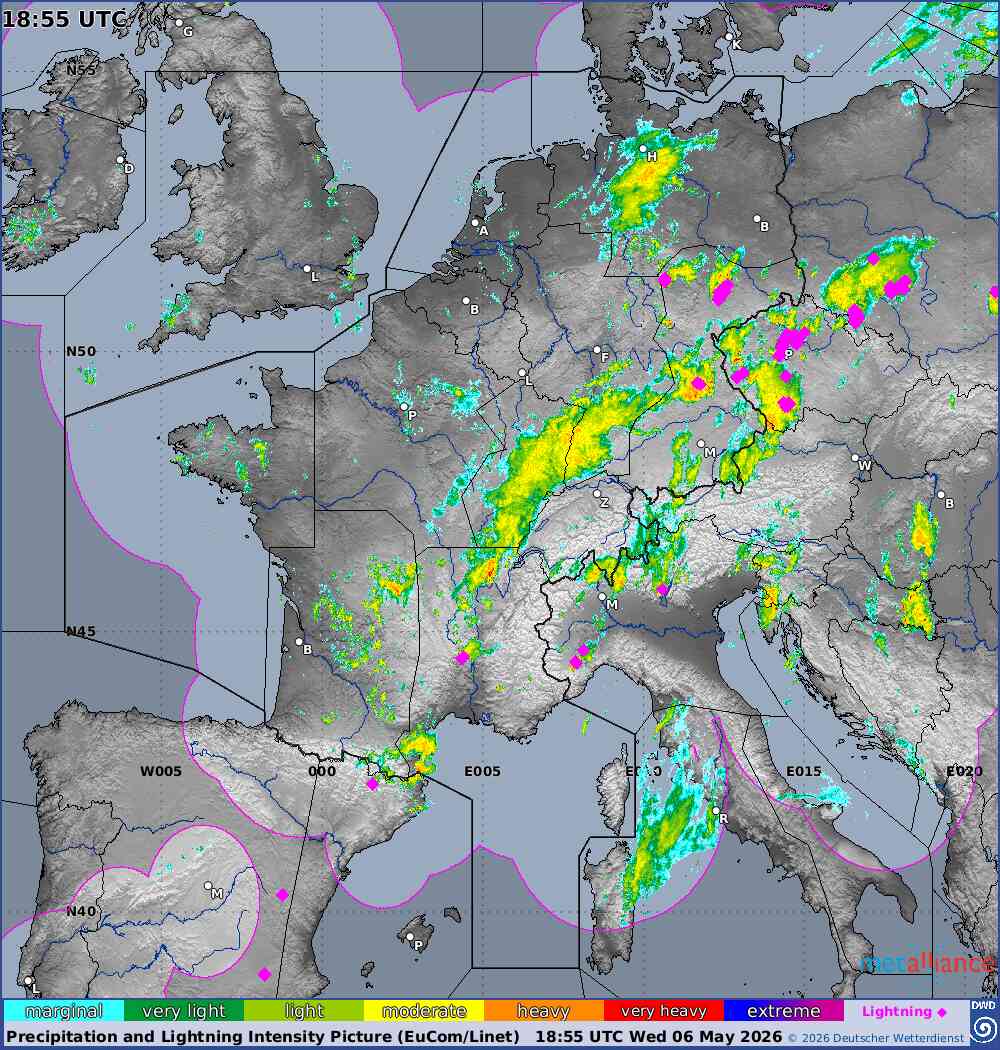 18:55 UTC
G
K
N55
H
D
A
B
L
B
N50
F
P
L
P
M
W
B
Z
M
N45
B
W005
000
E005
E010
E015
E020
R
M
N40
P
L
metalliance
marginal very light light moderate heavy very heavy extreme Lightning
DWD
Precipitation and Lightning Intensity Picture (EuCom/Linet) 18:55 UTC Wed 06 May 2026 © 2026 Deutscher Wetterdienst